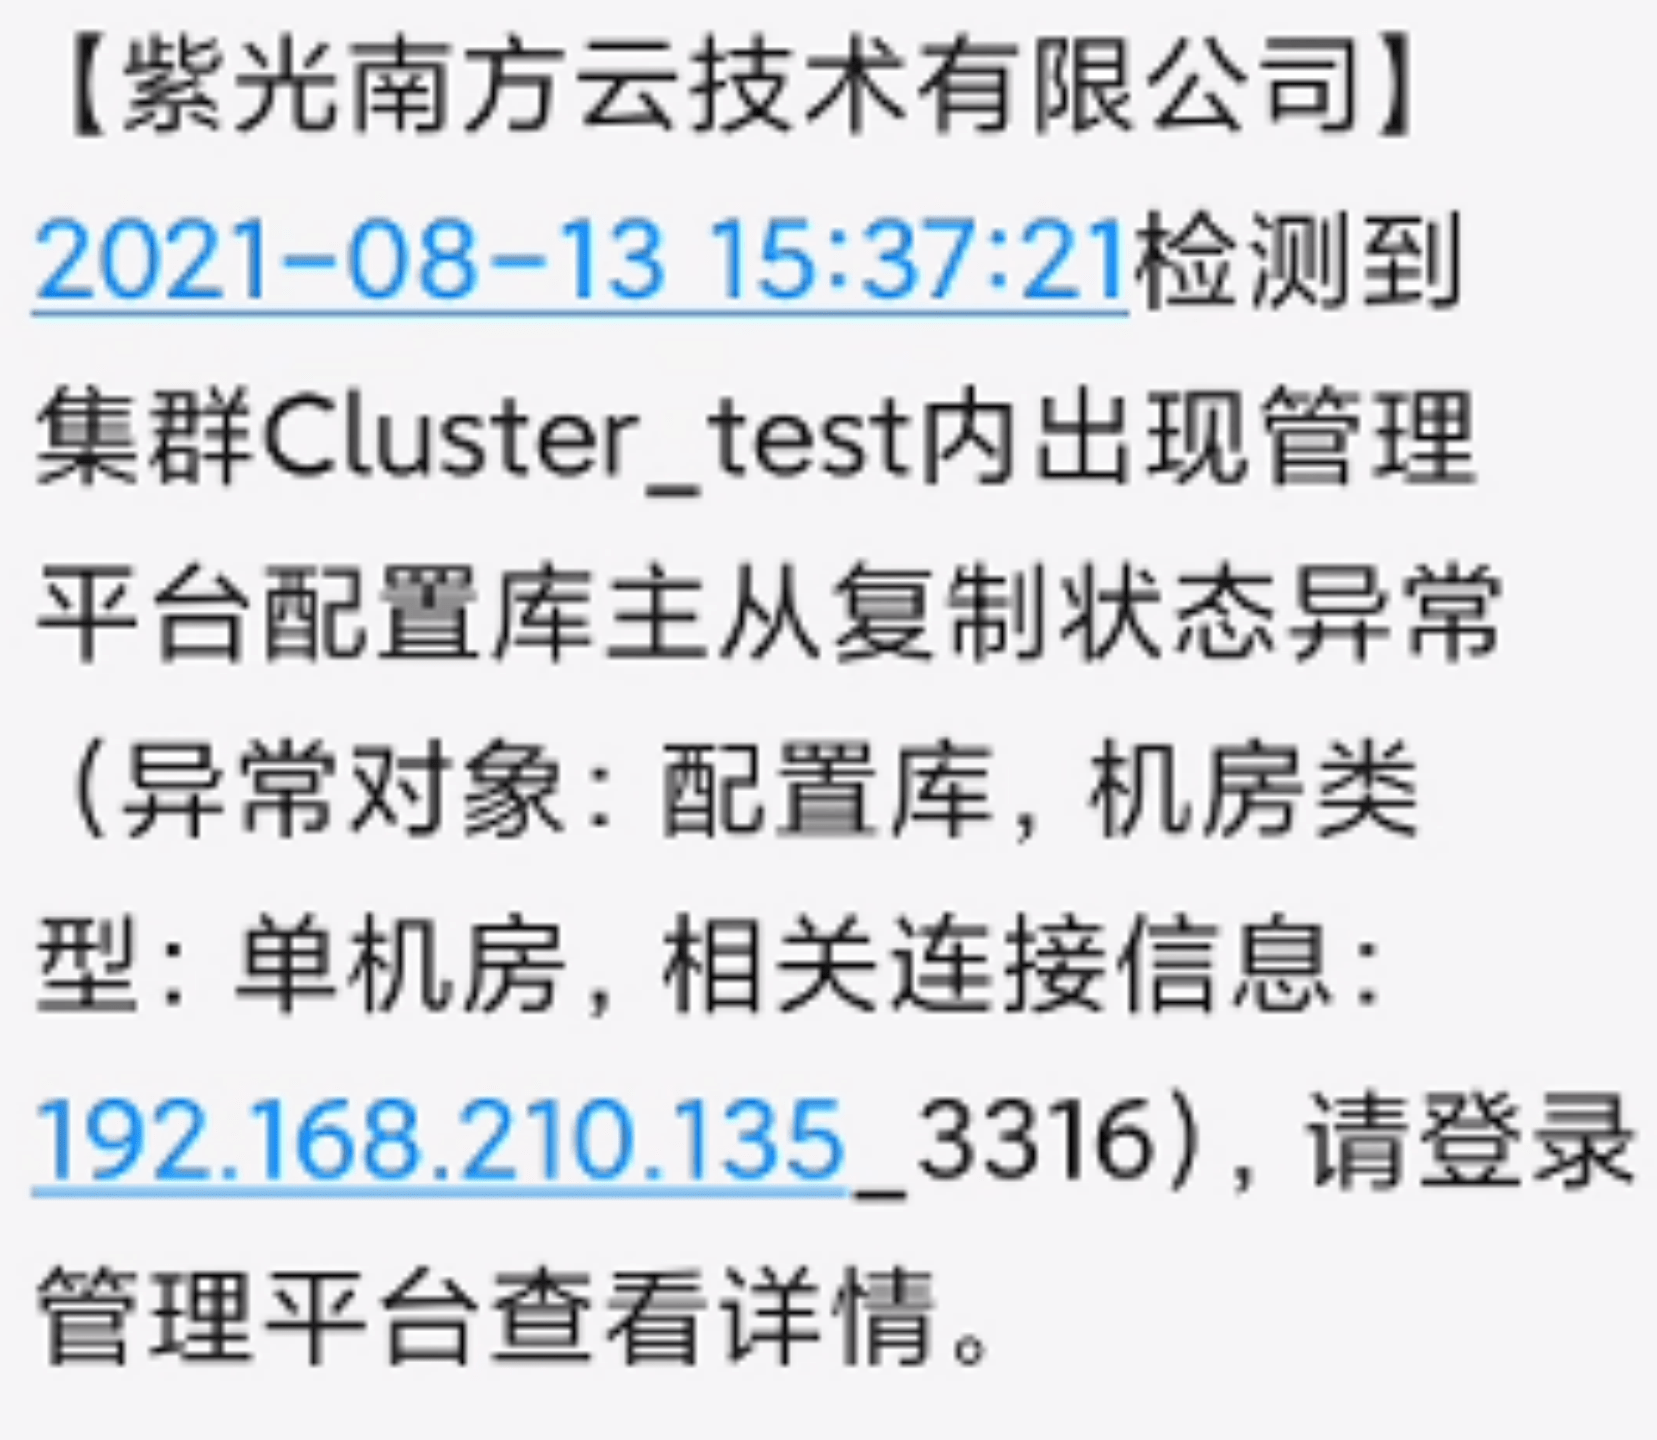 【紫光南方云技术有限公司】
2021-08-13 15:37:21检测到
集群Cluster_test内出现管理
平台配置库主从复制状态异常
（异常对象：配置库，机房类
型：单机房，相关连接信息：
192.168.210.135_3316)，请登录
管理平台查看详情。